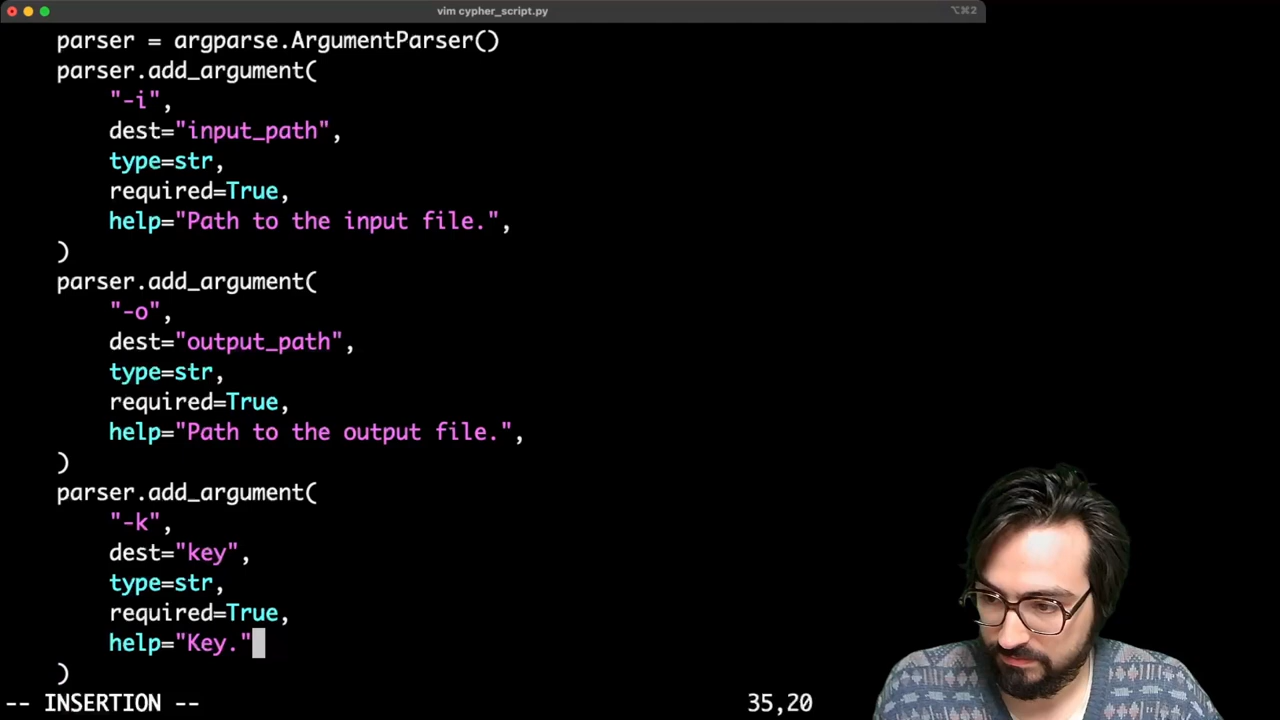 vim cypher_script.py
⌥⌘2
parser = argparse.ArgumentParser()
parser.add_argument(
"-i",
dest="input_path",
type=str,
required=True,
help="Path to the input file.",
)
parser.add_argument(
"-o",
dest="output_path",
type=str,
required=True,
help="Path to the output file.",
)
parser.add_argument(
"-k",
dest="key",
type=str,
required=True,
help="Key."
)
-- INSERTION --
35,20